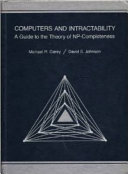 COMPUTERS AND INTRACTABILITY
A Guide to the Theory of NP-Completeness
Michael R. Garey / David S. Johnson